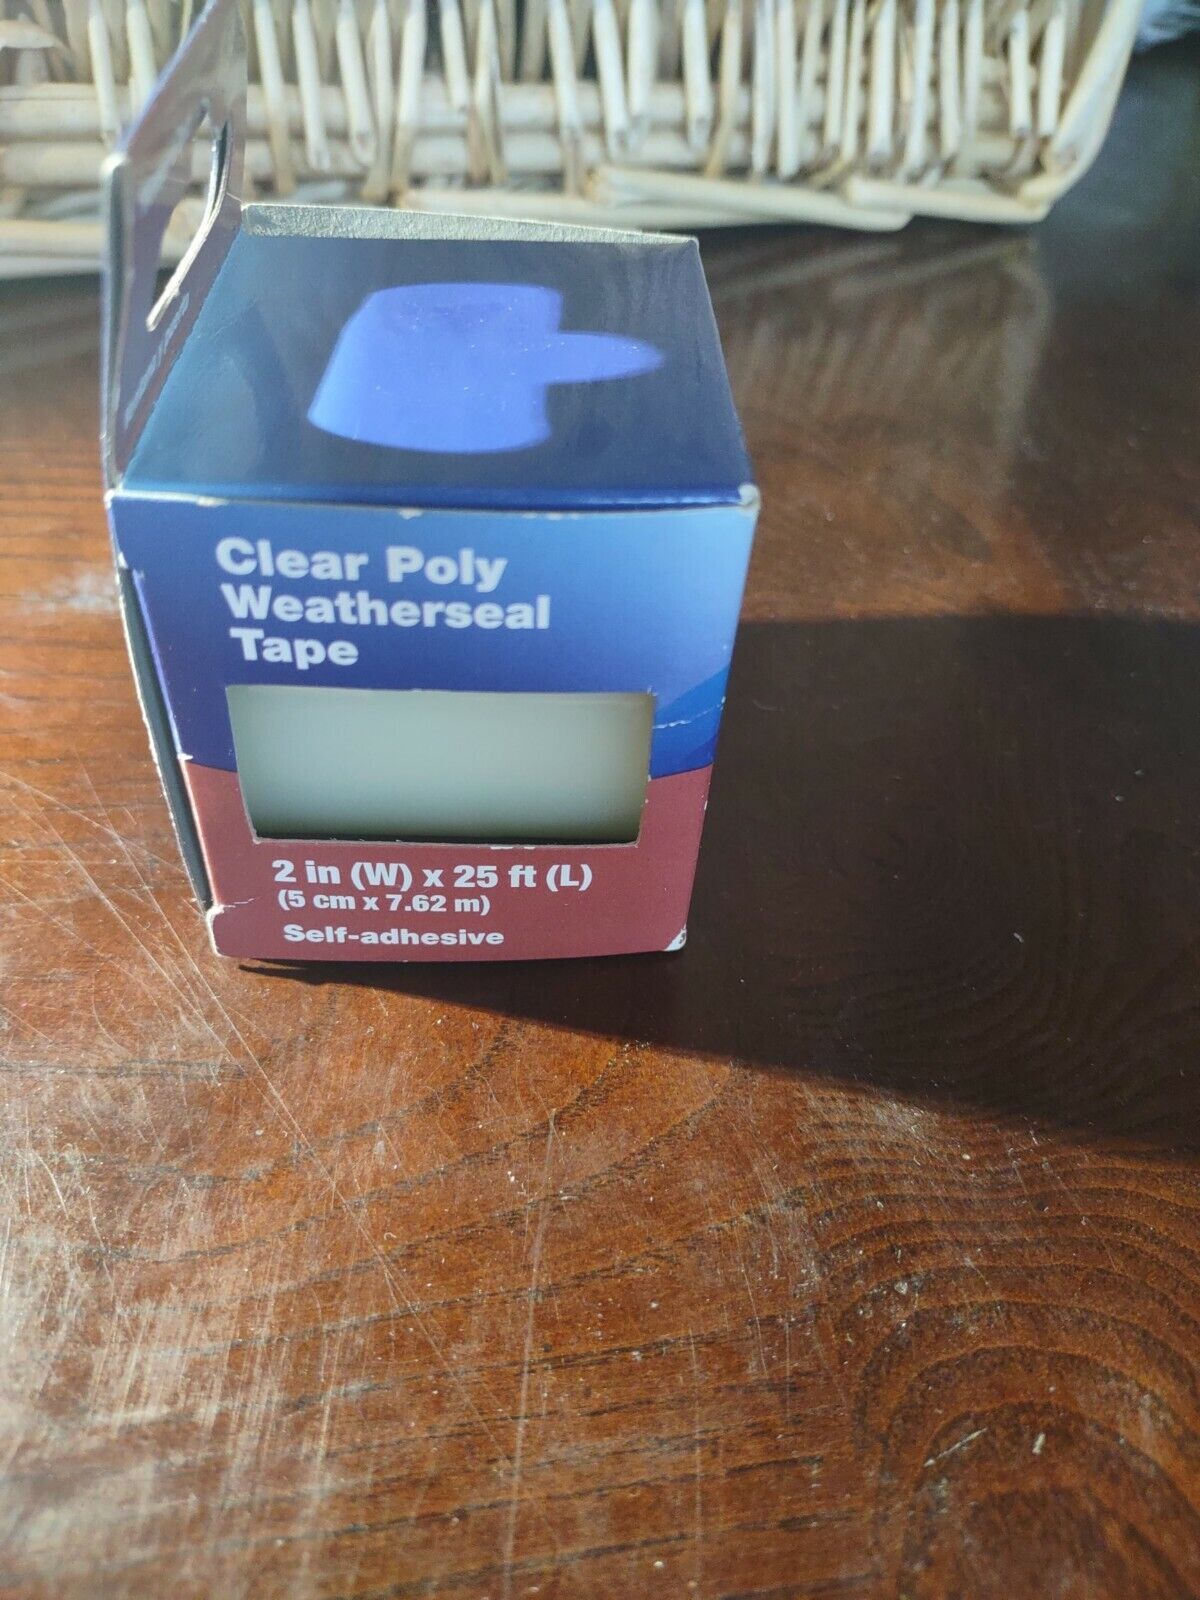 Clear Poly
Weatherseal
Tape
2 in (W) x 25 ft (L)
(5 cm x 7.62 m)
Self-adhesive